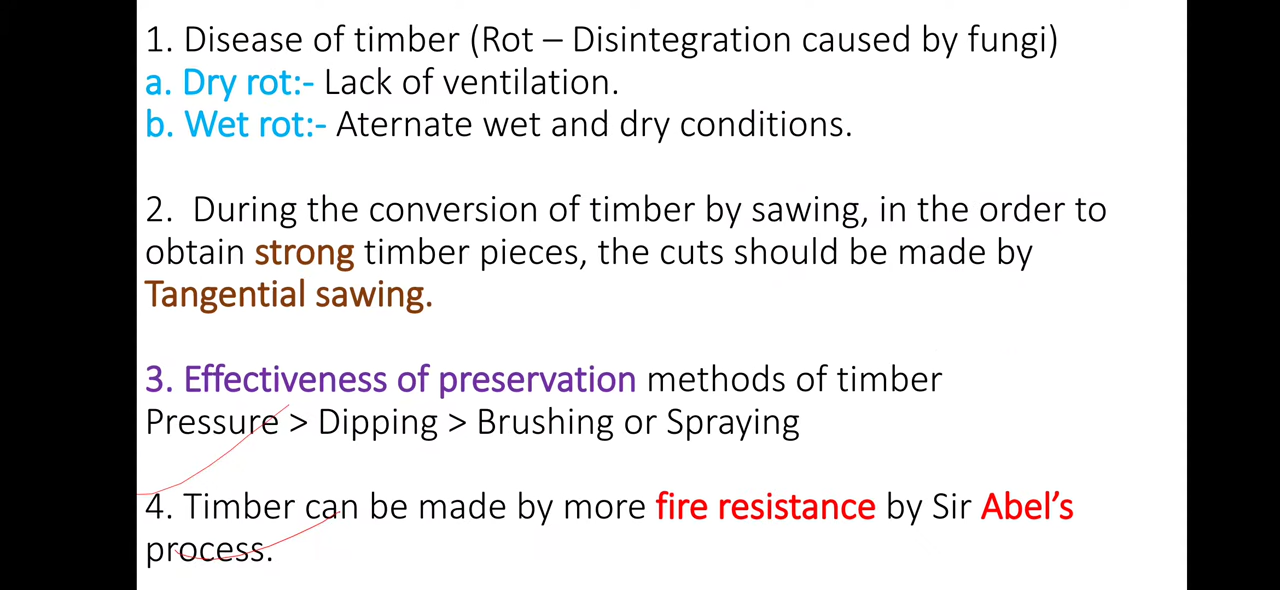 1. Disease of timber (Rot – Disintegration caused by fungi)
a. Dry rot:- Lack of ventilation.
b. Wet rot:- Aternate wet and dry conditions.
2. During the conversion of timber by sawing, in the order to
obtain strong timber pieces, the cuts should be made by
Tangential sawing.
3. Effectiveness of preservation methods of timber
Pressure > Dipping > Brushing or Spraying
4. Timber can be made by more fire resistance by Sir Abel’s
process.